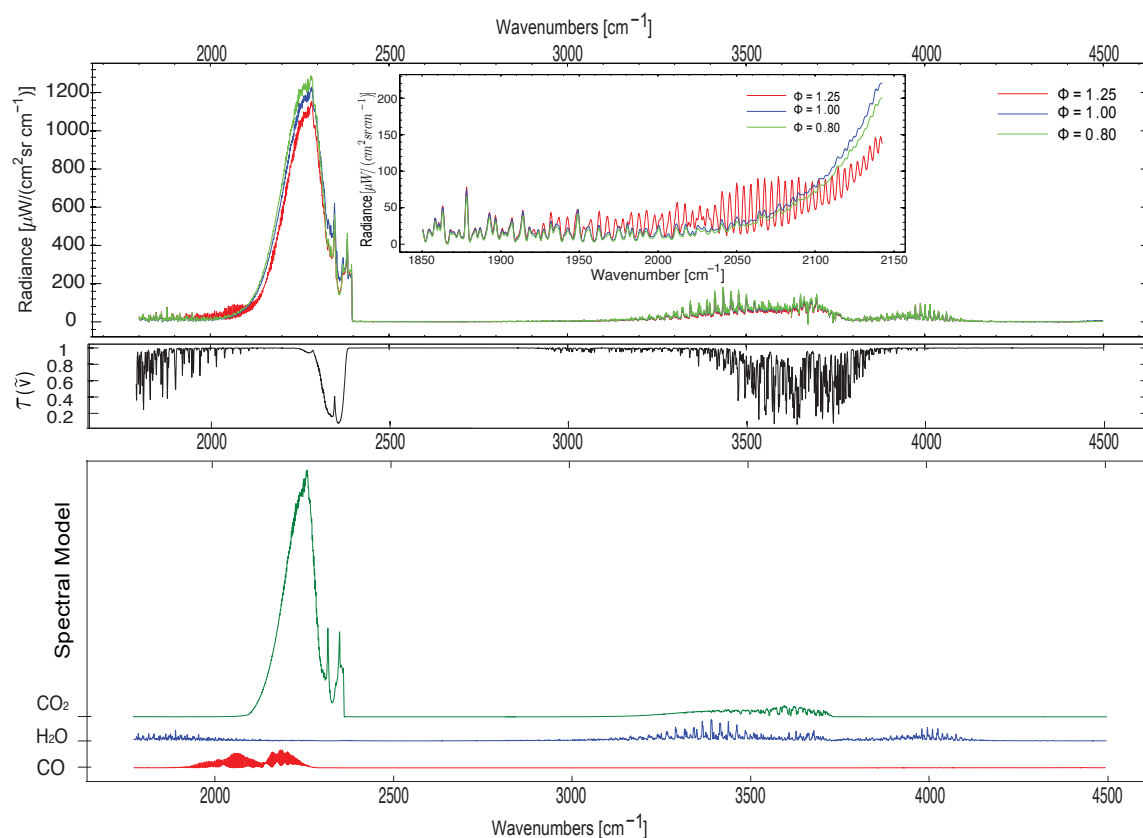 Wavenumbers [cm⁻¹]
2000 2500 3000 3500 4000 4500
Radiance [μW/(cm² sr cm⁻¹)]
1200
1000
800
600
400
200
0
Φ = 1.25
Φ = 1.00
Φ = 0.80
Radiance [μW/(cm²srcm⁻¹)]
200
150
100
50
0
Φ = 1.25
Φ = 1.00
Φ = 0.80
1850 1900 1950 2000 2050 2100 2150
Wavenumber [cm⁻¹]
τ(ṽ)
1
0.8
0.6
0.4
0.2
2000 2500 3000 3500 4000 4500
Spectral Model
CO₂
H₂O
CO
2000 2500 3000 3500 4000 4500
Wavenumbers [cm⁻¹]